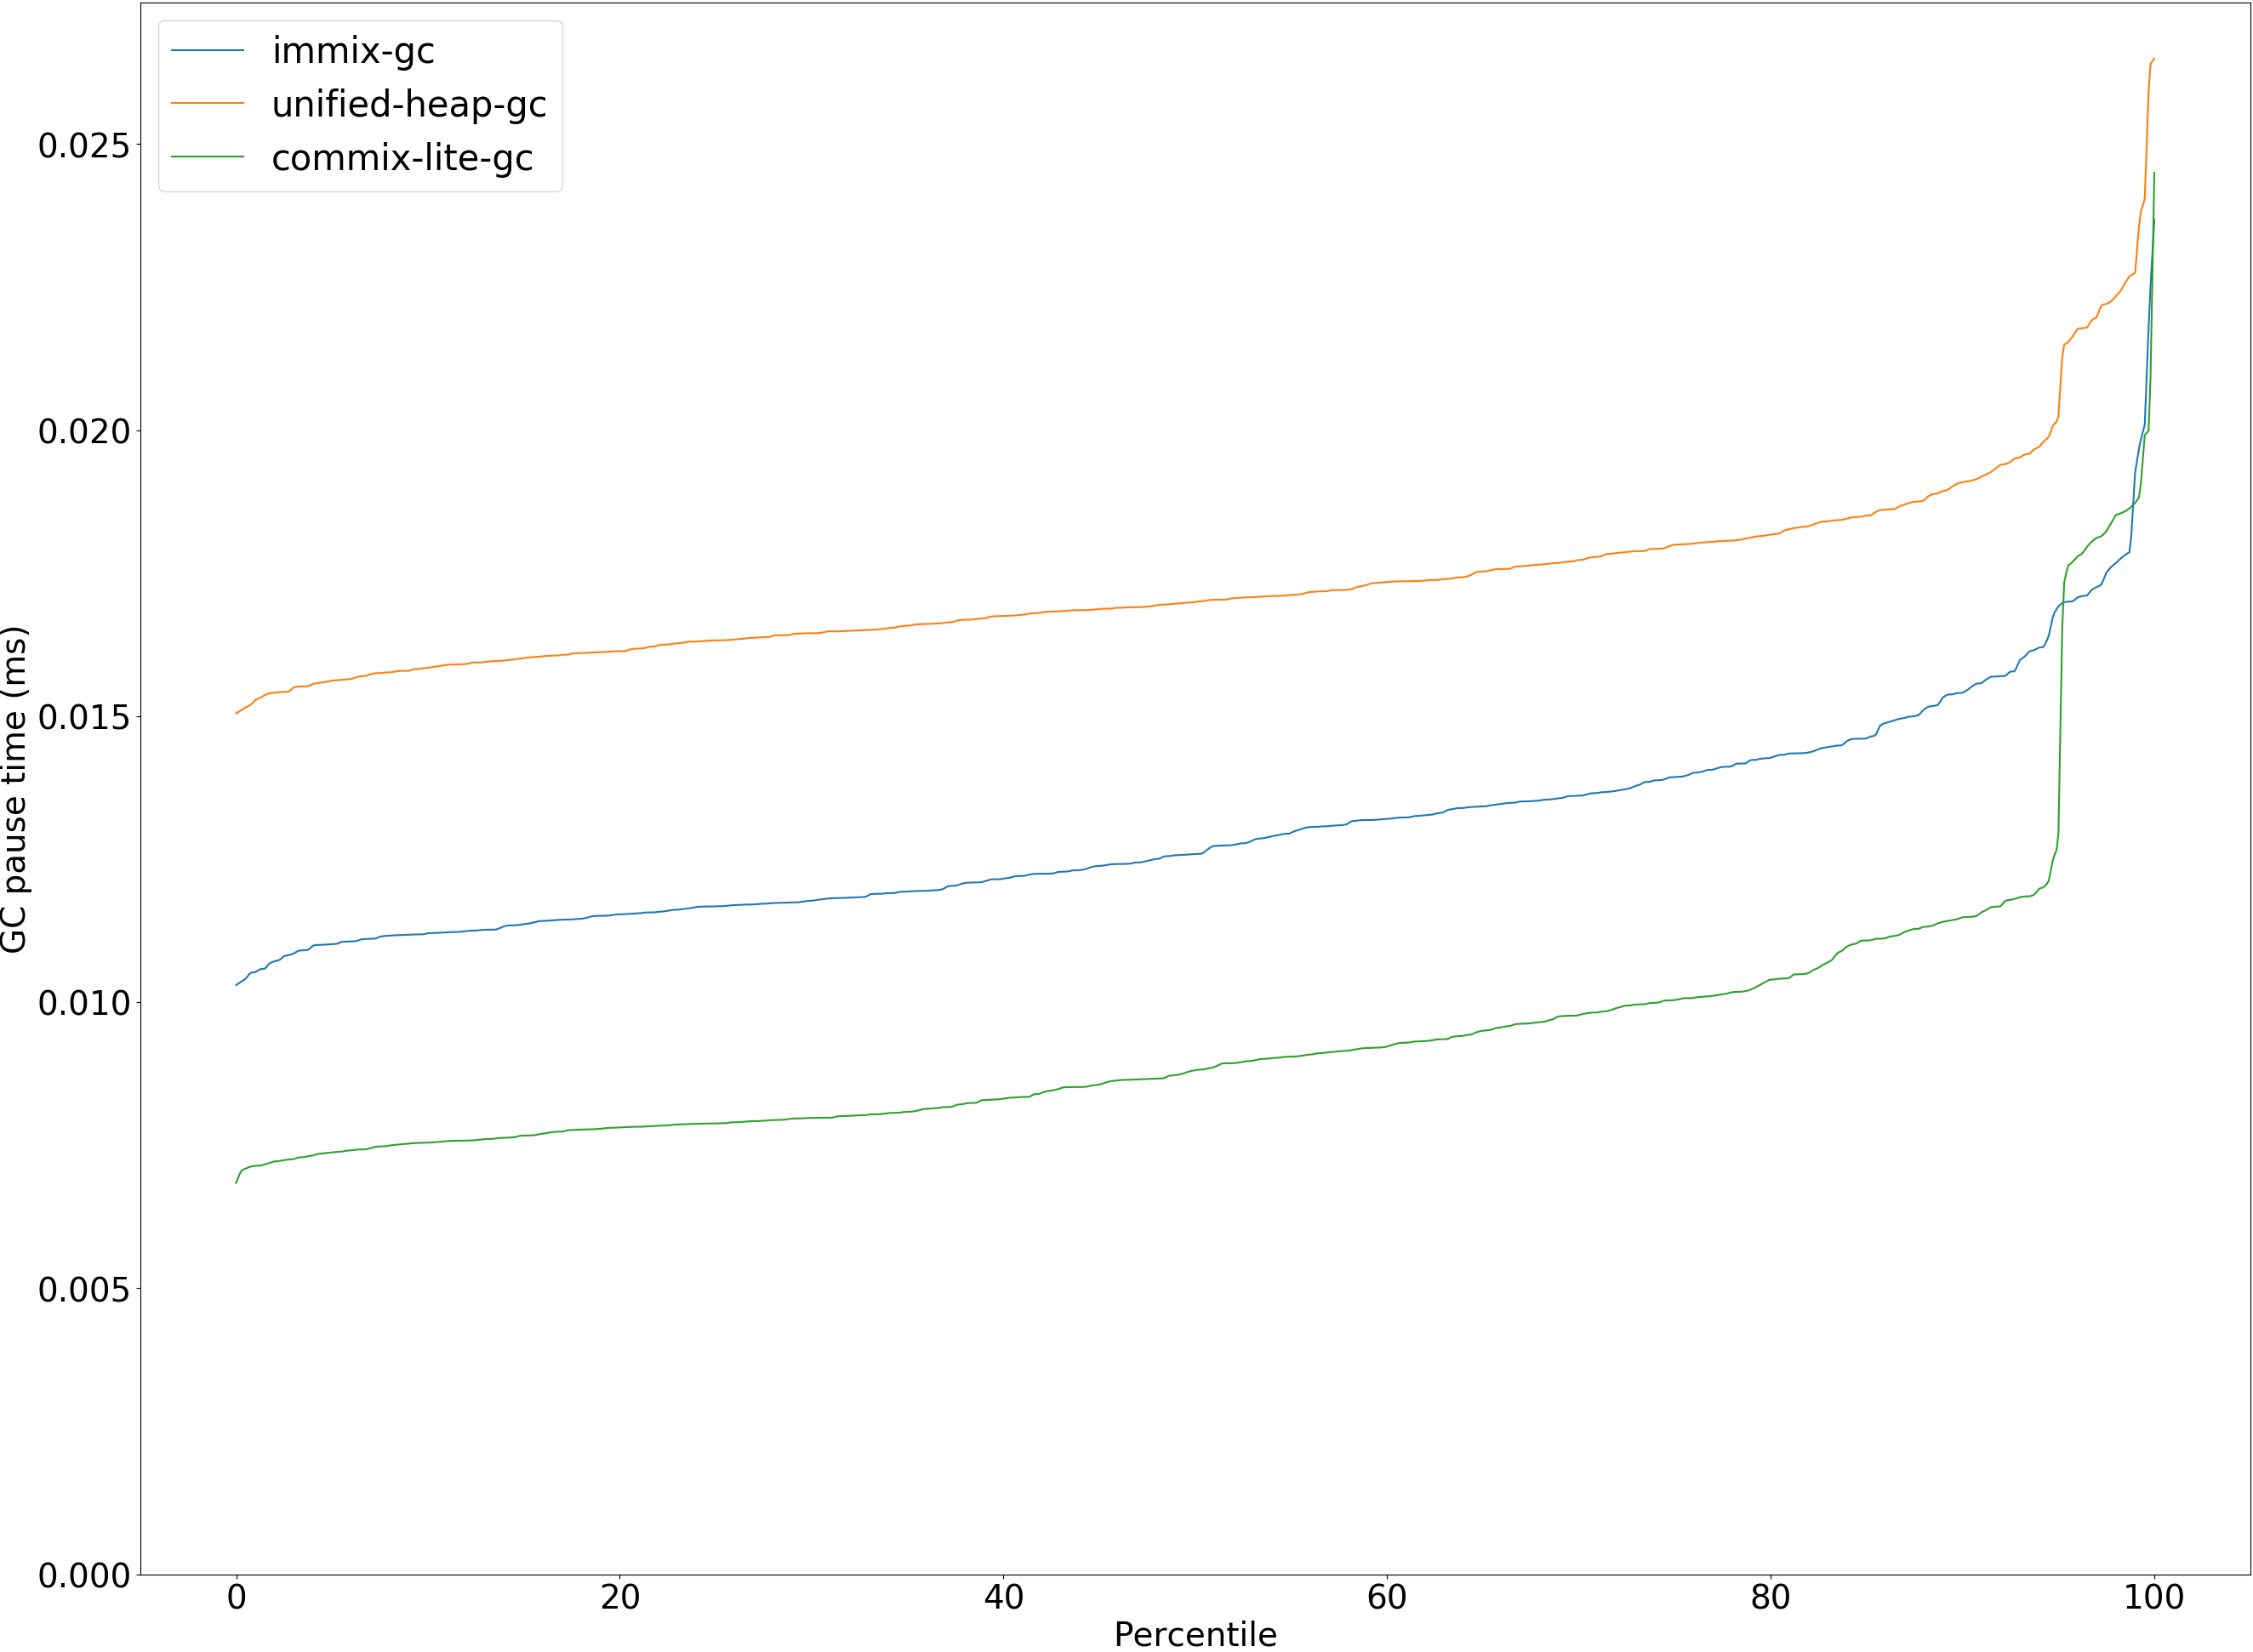 immix-gc
unified-heap-gc
commix-lite-gc
GC pause time (ms)
0.025
0.020
0.015
0.010
0.005
0.000
0 20 40 60 80 100
Percentile